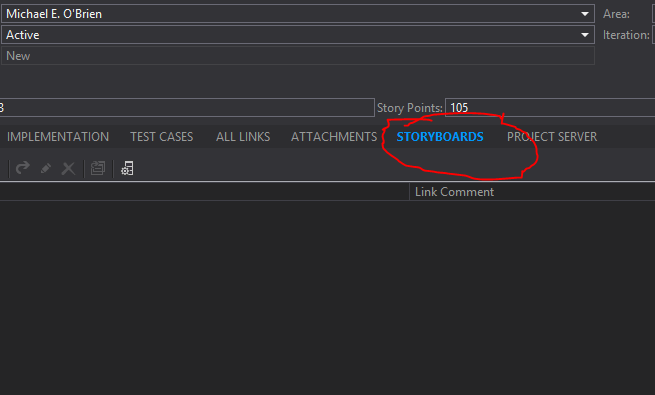 Michael E. O'Brien Area:
Active Iteration:
New
Story Points: 105
IMPLEMENTATION TEST CASES ALL LINKS ATTACHMENTS STORYBOARDS PROJECT SERVER
Link Comment